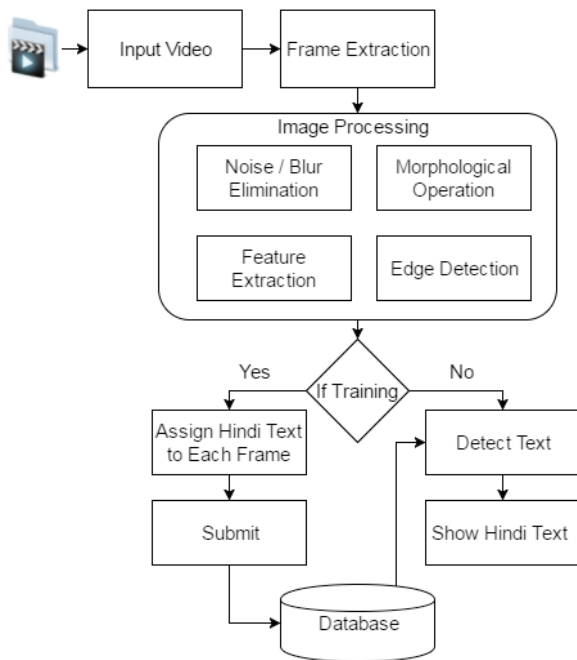 Input Video
Frame Extraction
Image Processing
Noise / Blur
Elimination
Morphological
Operation
Feature
Extraction
Edge Detection
If Training
Yes
No
Assign Hindi Text
to Each Frame
Detect Text
Submit
Show Hindi Text
Database